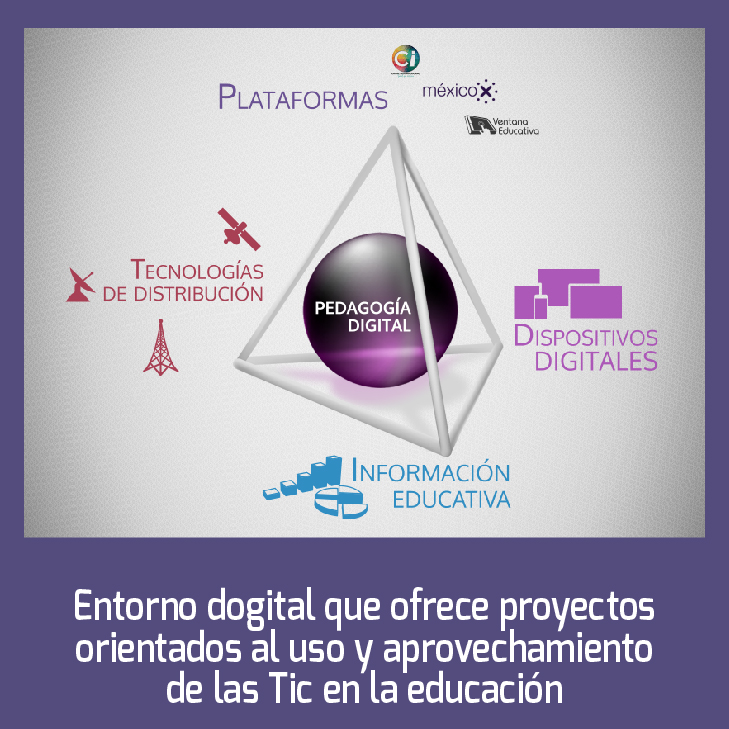 Ci
PLATAFORMAS
méxicoX
Ventana
Educativa
TECNOLOGÍAS
DE DISTRIBUCIÓN
PEDAGOGÍA
DIGITAL
DISPOSITIVOS
DIGITALES
INFORMACIÓN
EDUCATIVA
Entorno dogital que ofrece proyectos
orientados al uso y aprovechamiento
de las Tic en la educación